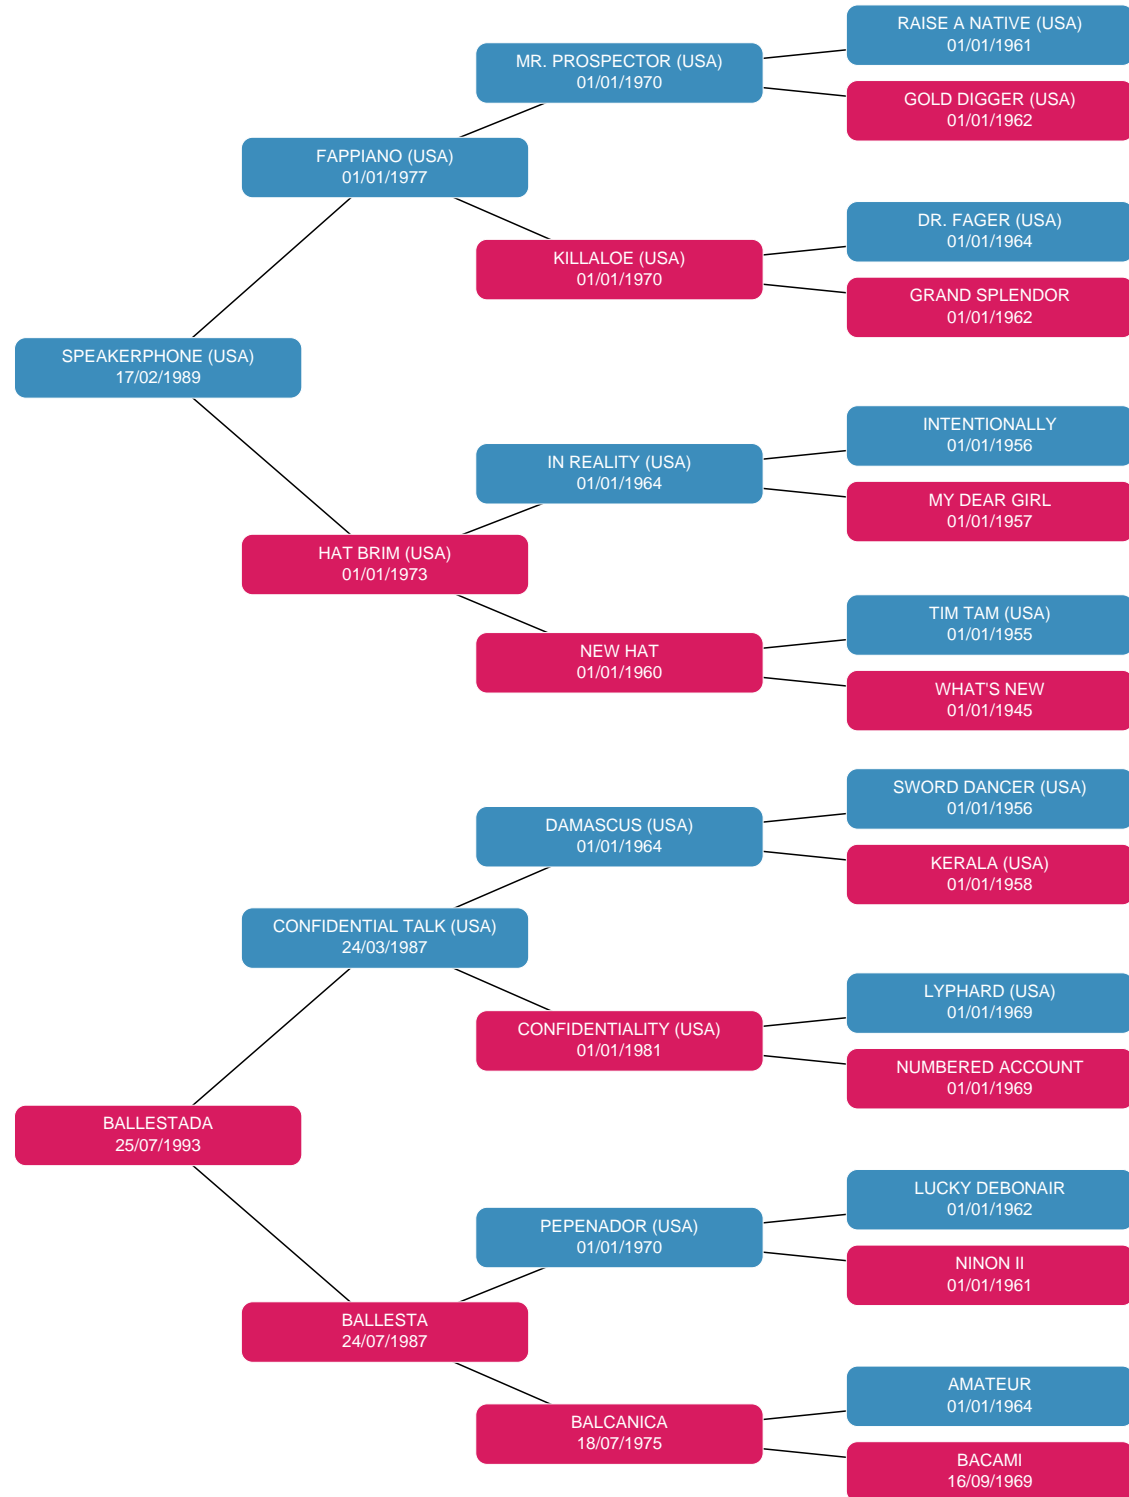 RAISE A NATIVE (USA)
01/01/1961
MR. PROSPECTOR (USA)
01/01/1970
GOLD DIGGER (USA)
01/01/1962
FAPPIANO (USA)
01/01/1977
DR. FAGER (USA)
01/01/1964
KILLALOE (USA)
01/01/1970
GRAND SPLENDOR
01/01/1962
SPEAKERPHONE (USA)
17/02/1989
INTENTIONALLY
01/01/1956
IN REALITY (USA)
01/01/1964
MY DEAR GIRL
01/01/1957
HAT BRIM (USA)
01/01/1973
TIM TAM (USA)
01/01/1955
NEW HAT
01/01/1960
WHAT'S NEW
01/01/1945
SWORD DANCER (USA)
01/01/1956
DAMASCUS (USA)
01/01/1964
KERALA (USA)
01/01/1958
CONFIDENTIAL TALK (USA)
24/03/1987
LYPHARD (USA)
01/01/1969
CONFIDENTIALITY (USA)
01/01/1981
NUMBERED ACCOUNT
01/01/1969
BALLESTADA
25/07/1993
LUCKY DEBONAIR
01/01/1962
PEPENADOR (USA)
01/01/1970
NINON II
01/01/1961
BALLESTA
24/07/1987
AMATEUR
01/01/1964
BALCANICA
18/07/1975
BACAMI
16/09/1969